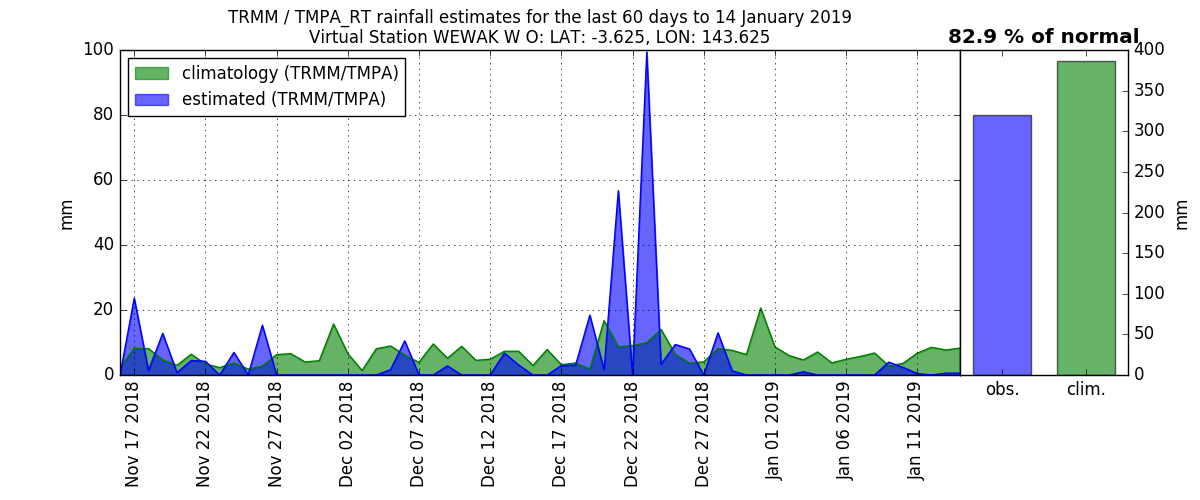 TRMM / TMPA_RT rainfall estimates for the last 60 days to 14 January 2019
Virtual Station WEWAK W O: LAT: -3.625, LON: 143.625
82.9 % of normal
climatology (TRMM/TMPA)
estimated (TRMM/TMPA)
mm
100
80
60
40
20
0
Nov 17 2018
Nov 22 2018
Nov 27 2018
Dec 02 2018
Dec 07 2018
Dec 12 2018
Dec 17 2018
Dec 22 2018
Dec 27 2018
Jan 01 2019
Jan 06 2019
Jan 11 2019
obs.
clim.
400
350
300
250
200
150
100
50
0
mm